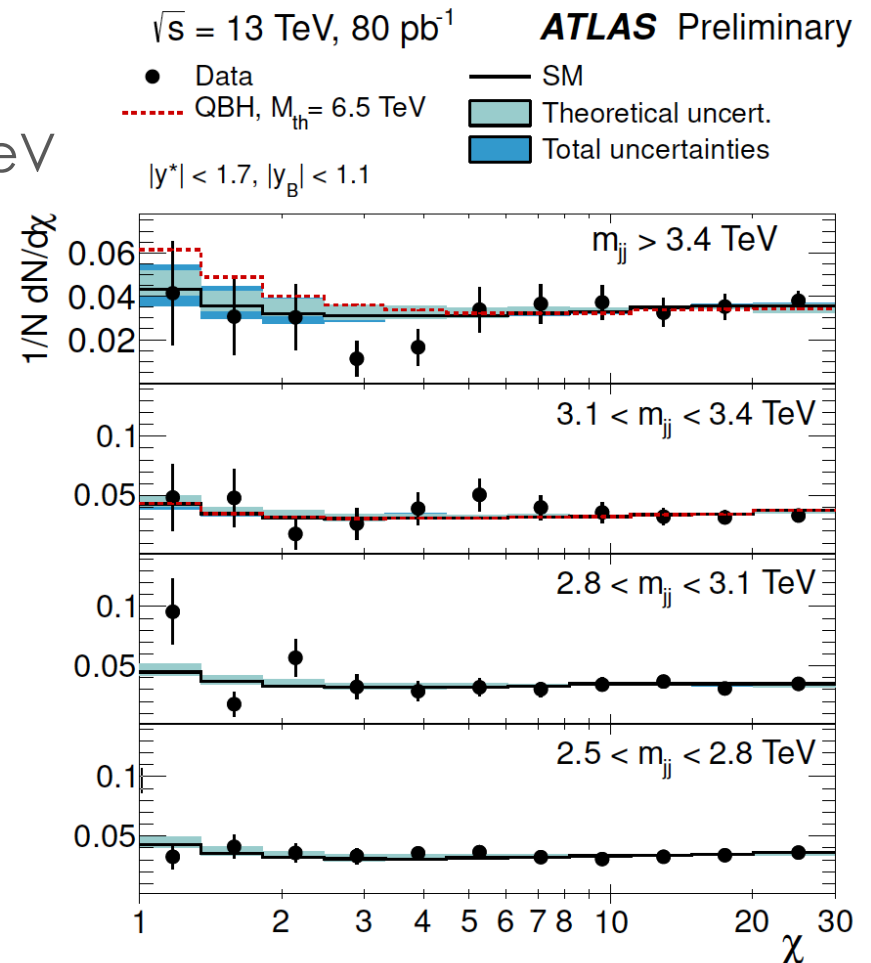 √s = 13 TeV, 80 pb⁻¹ ATLAS Preliminary
Data
QBH, M_th= 6.5 TeV
SM
Theoretical uncert.
Total uncertainties
eV
|y*| < 1.7, |y_B| < 1.1
1/N dN/dχ
m_jj > 3.4 TeV
0.06
0.04
0.02
3.1 < m_jj < 3.4 TeV
0.1
0.05
2.8 < m_jj < 3.1 TeV
0.1
0.05
2.5 < m_jj < 2.8 TeV
0.1
0.05
1 2 3 4 5 6 7 8 10 20 30
χ